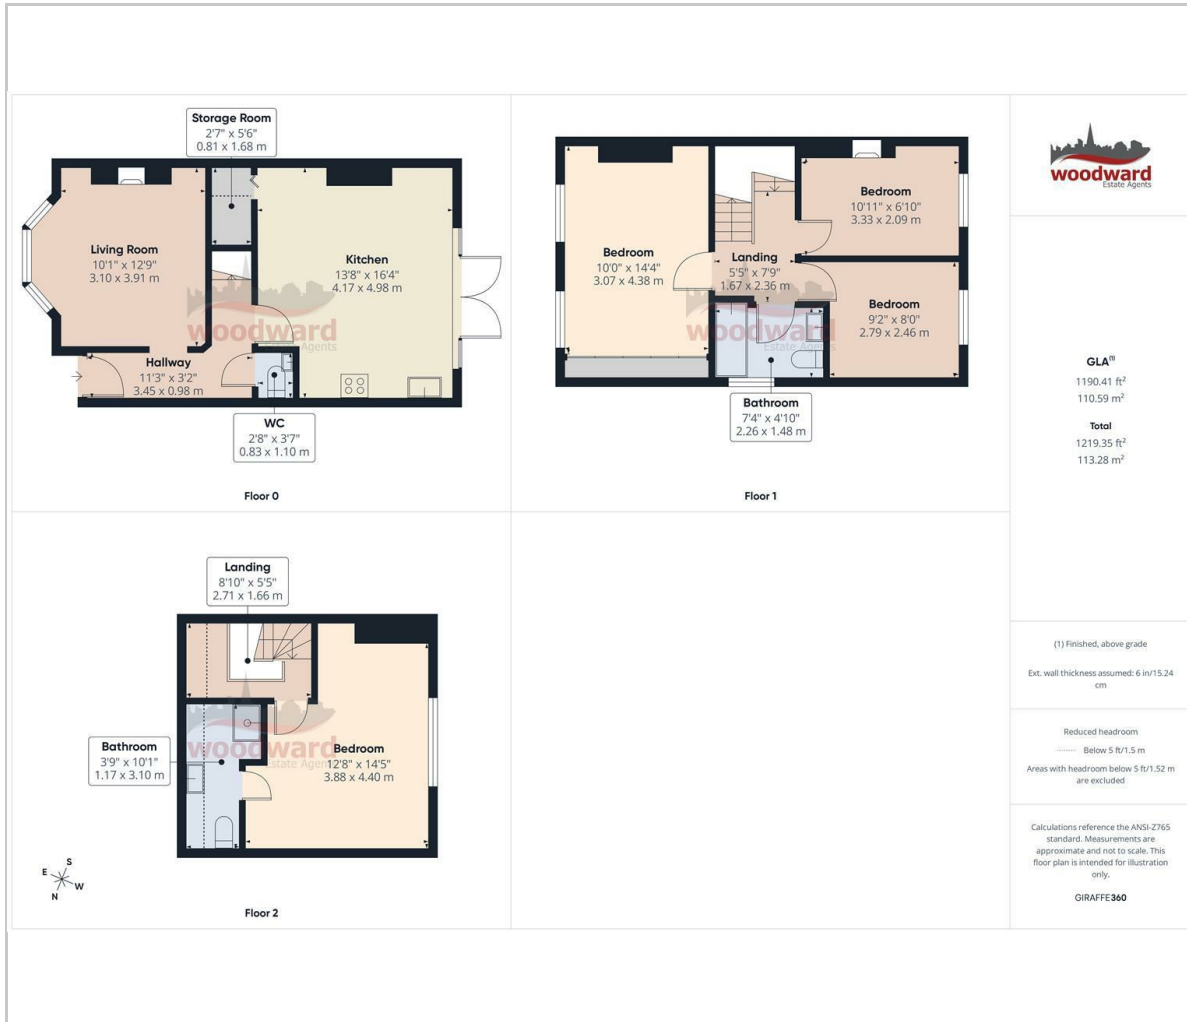 Storage Room
2'7" x 5'6"
0.81 x 1.68 m
Living Room
10'1" x 12'9"
3.10 x 3.91 m
Kitchen
13'8" x 16'4"
4.17 x 4.98 m
woodward
Estate Agents
Hallway
11'3" x 3'2"
3.45 x 0.98 m
WC
2'8" x 3'7"
0.83 x 1.10 m
Floor 0
Bedroom
10'0" x 14'4"
3.07 x 4.38 m
Bedroom
10'11" x 6'10"
3.33 x 2.09 m
Landing
5'5" x 7'9"
1.67 x 2.36 m
Bedroom
9'2" x 8'0"
2.79 x 2.46 m
woodward
Estate Agents
Bathroom
7'4" x 4'10"
2.26 x 1.48 m
Floor 1
Landing
8'10" x 5'5"
2.71 x 1.66 m
woodward
Estate Agents
Bathroom
3'9" x 10'1"
1.17 x 3.10 m
Bedroom
12'8" x 14'5"
3.88 x 4.40 m
S
E
W
N
Floor 2
woodward
Estate Agents
GLA(1)
1190.41 ft²
110.59 m²
Total
1219.35 ft²
113.28 m²
(1) Finished, above grade
Ext. wall thickness assumed: 6 in/15.24
cm
Reduced headroom
Below 5 ft/1.5 m
Areas with headroom below 5 ft/1.52 m
are excluded
Calculations reference the ANSI-Z765
standard. Measurements are
approximate and not to scale. This
floor plan is intended for illustration
only.
GIRAFFE360